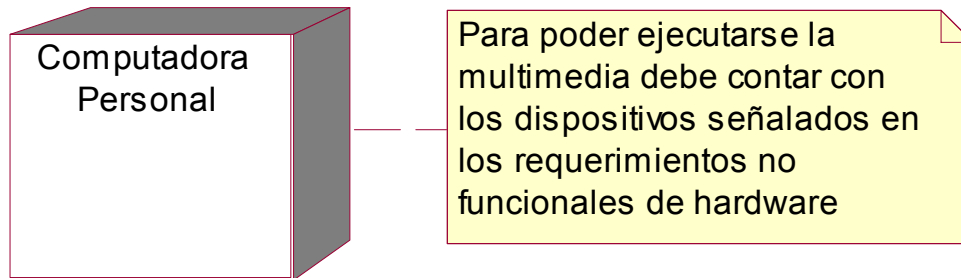 Computadora
Personal
Para poder ejecutarse la
multimedia debe contar con
los dispositivos señalados en
los requerimientos no
funcionales de hardware